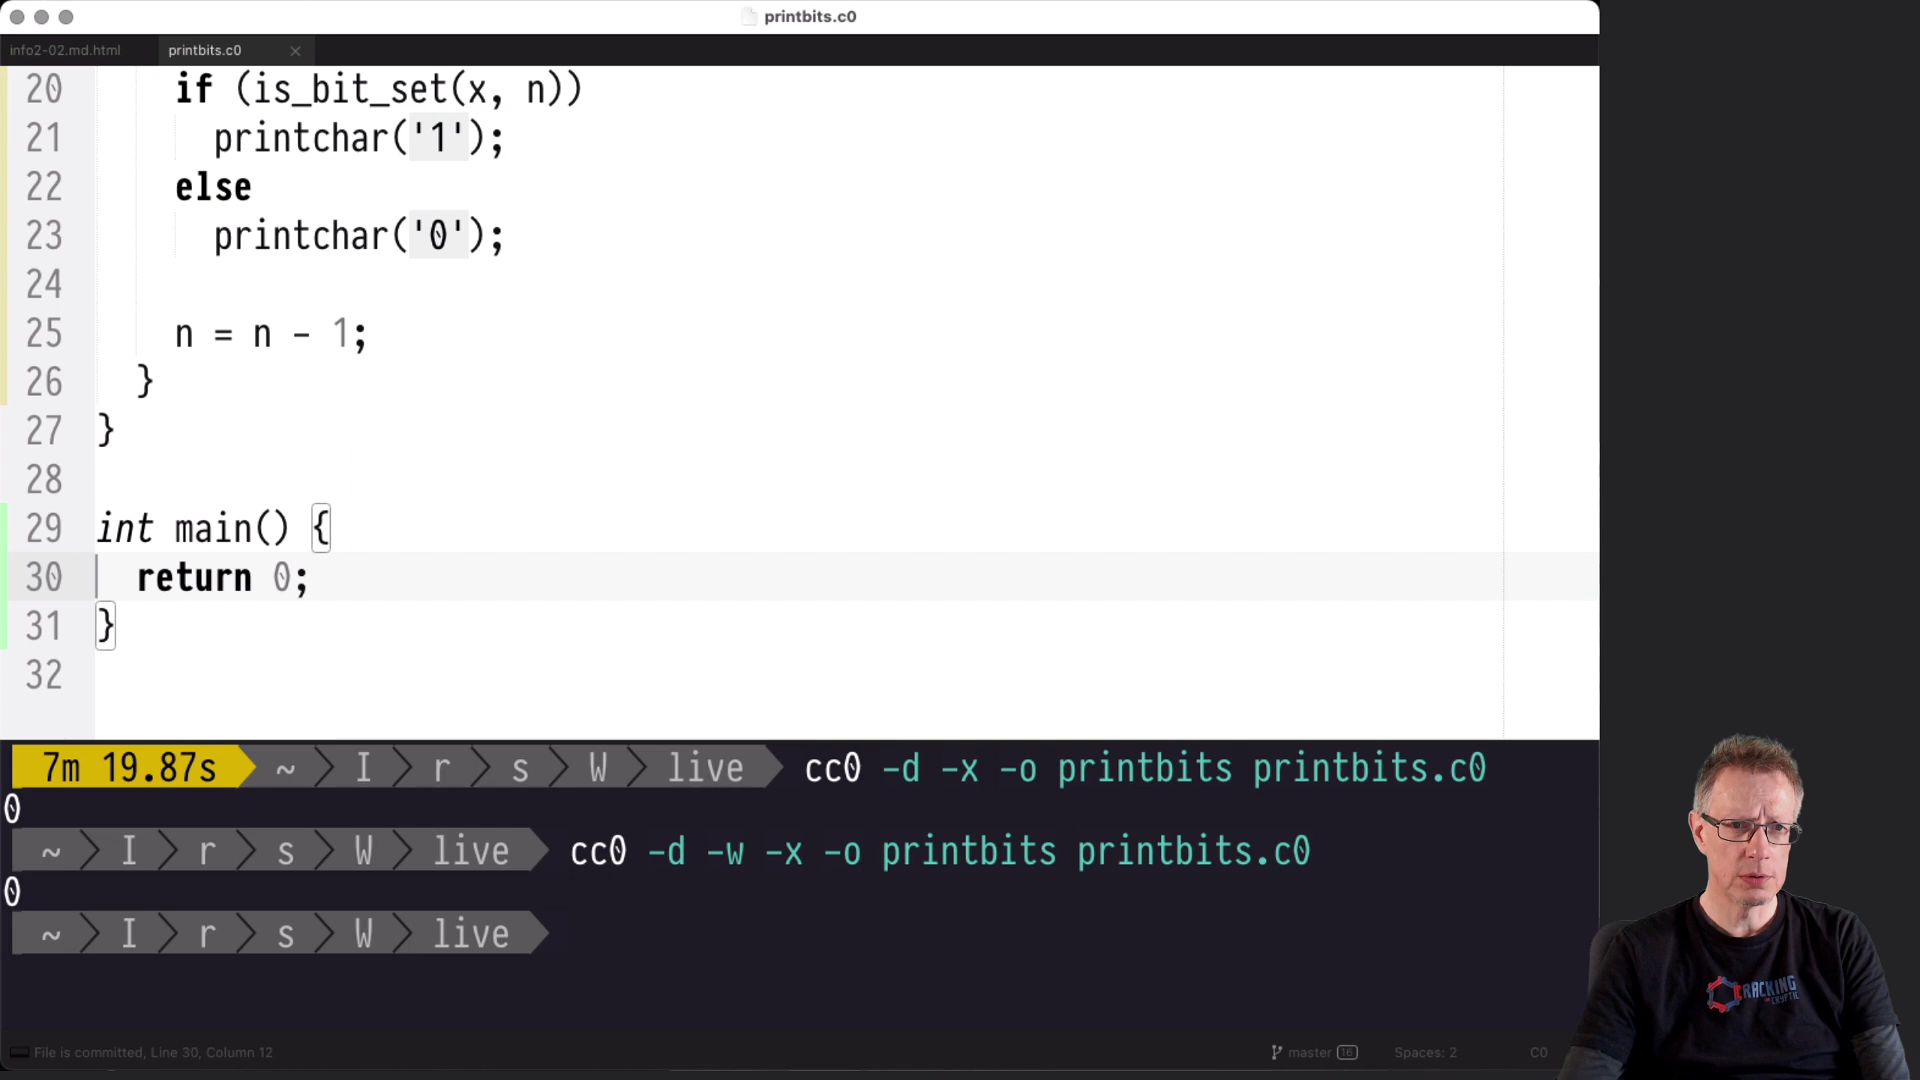 printbits.c0
info2-02.md.html
printbits.c0 ×
20 if (is_bit_set(x, n))
21 printchar('1');
22 else
23 printchar('0');
24
25 n = n - 1;
26 }
27 }
28
29 int main() {
30 return 0;
31 }
32
7m 19.87s ~ I r s W live cc0 -d -x -o printbits printbits.c0
0
~ I r s W live cc0 -d -w -x -o printbits printbits.c0
0
~ I r s W live
File is committed, Line 30, Column 12
master 16 Spaces: 2 C0
CRACKING
CRYPTIC